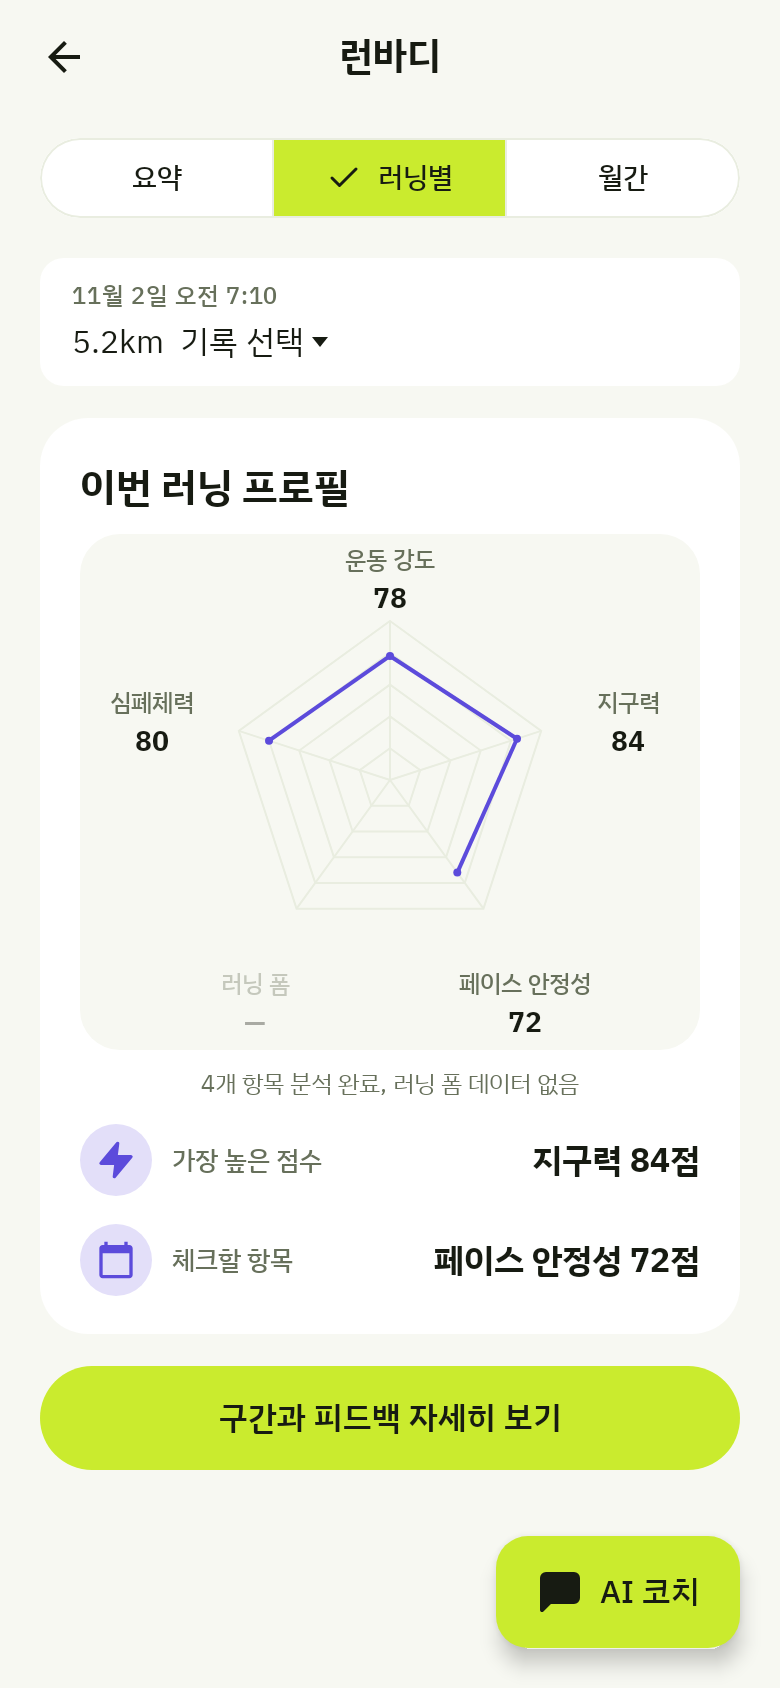 런바디
요약
러닝별
월간
11월 2일 오전 7:10
5.2km 기록 선택
이번 러닝 프로필
운동 강도
78
심폐체력
80
지구력
84
러닝 폼
—
페이스 안정성
72
4개 항목 분석 완료, 러닝 폼 데이터 없음
가장 높은 점수
지구력 84점
체크할 항목
페이스 안정성 72점
구간과 피드백 자세히 보기
AI 코치